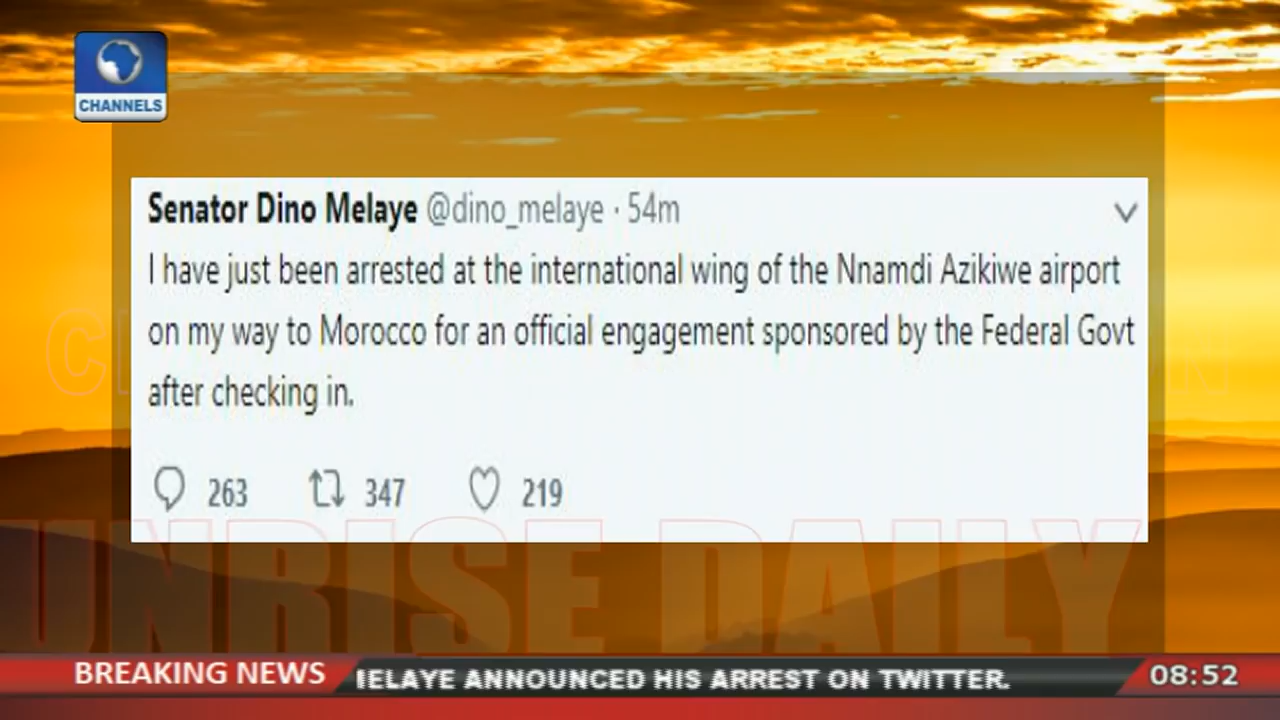 CHANNELS
Senator Dino Melaye @dino_melaye · 54m
I have just been arrested at the international wing of the Nnamdi Azikiwe airport
on my way to Morocco for an official engagement sponsored by the Federal Govt
after checking in.
263 347 219
UNRISE DAILY
BREAKING NEWS IELAYE ANNOUNCED HIS ARREST ON TWITTER. 08:52